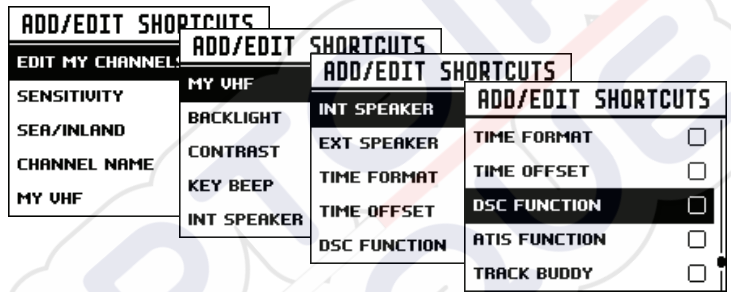 ADD/EDIT SHORTCUTS
EDIT MY CHANNELS
SENSITIVITY
SEA/INLAND
CHANNEL NAME
MY VHF
ADD/EDIT SHORTCUTS
MY VHF
BACKLIGHT
CONTRAST
KEY BEEP
INT SPEAKER
ADD/EDIT SHORTCUTS
INT SPEAKER
EXT SPEAKER
TIME FORMAT
TIME OFFSET
DSC FUNCTION
ADD/EDIT SHORTCUTS
TIME FORMAT
TIME OFFSET
DSC FUNCTION
ATIS FUNCTION
TRACK BUDDY